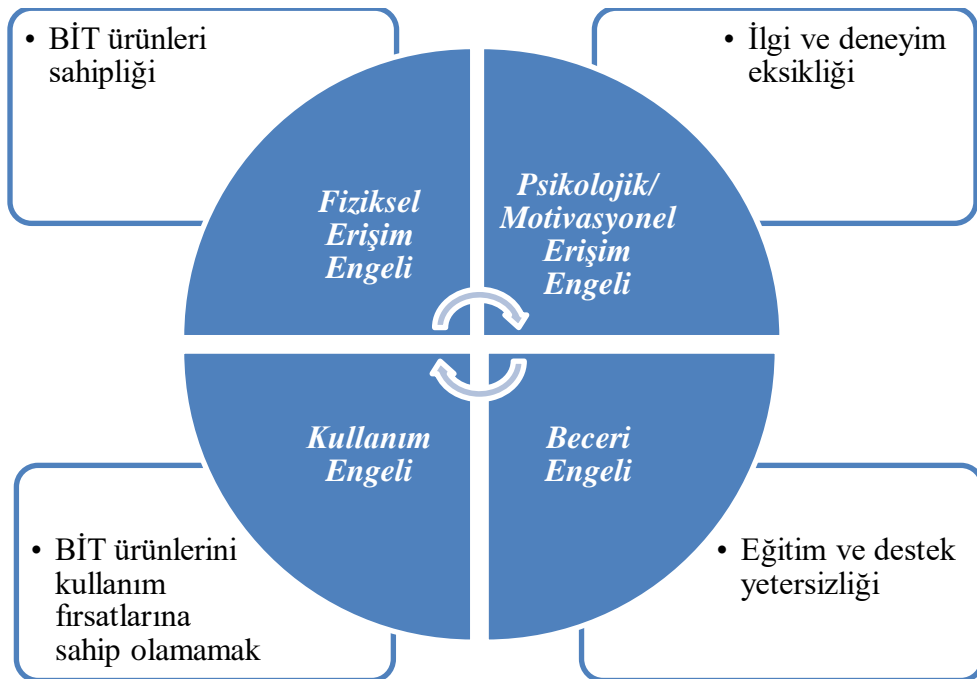 • BİT ürünleri
sahipliği
• İlgi ve deneyim
eksikliği
Fiziksel
Erişim
Engeli
Psikolojik/
Motivasyonel
Erişim
Engeli
Kullanım
Engeli
Beceri
Engeli
• BİT ürünlerini
kullanım
fırsatlarına
sahip olamamak
• Eğitim ve destek
yetersizliği